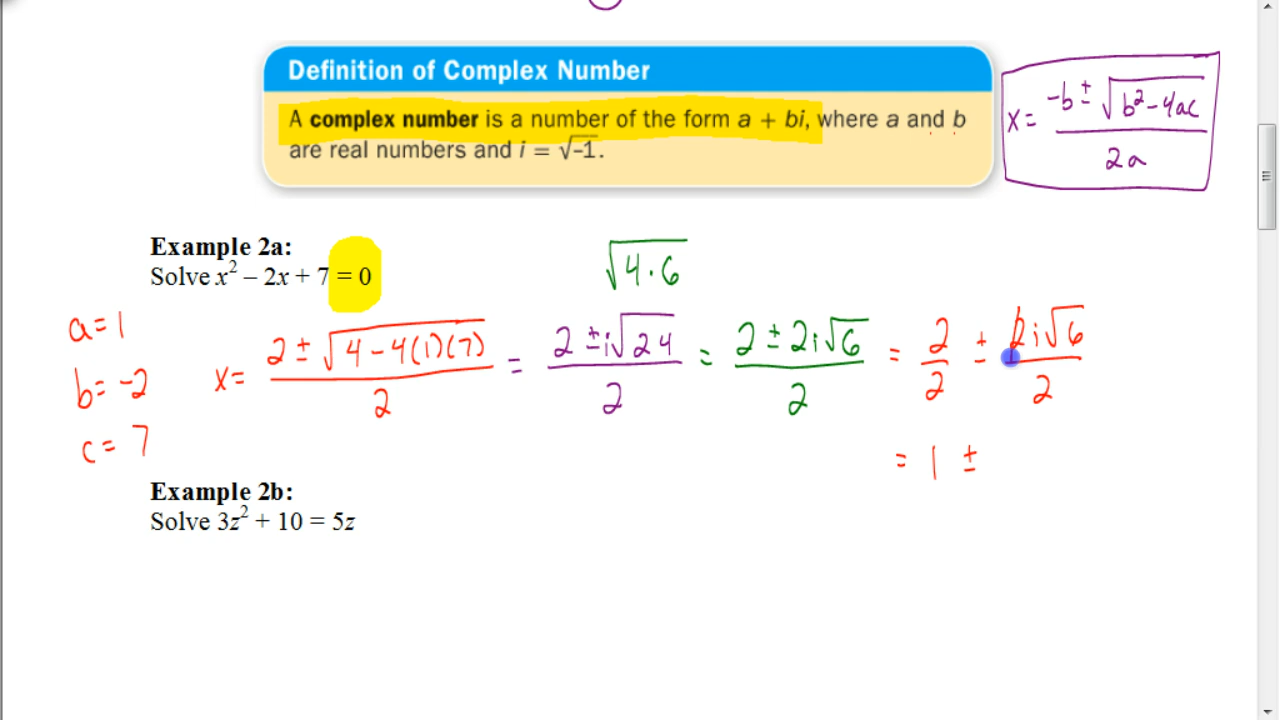 Definition of Complex Number
A complex number is a number of the form a + bi, where a and b
are real numbers and i = √-1.
x = (-b ± √(b² - 4ac)) / 2a
Example 2a:
Solve x² – 2x + 7 = 0
√(4·6)
a = 1
b = -2
c = 7
x = (2 ± √(4 - 4(1)(7))) / 2 = (2 ± i√24) / 2 = (2 ± 2i√6) / 2 = 2/2 ± 2i√6 / 2
= 1 ±
Example 2b:
Solve 3z² + 10 = 5z